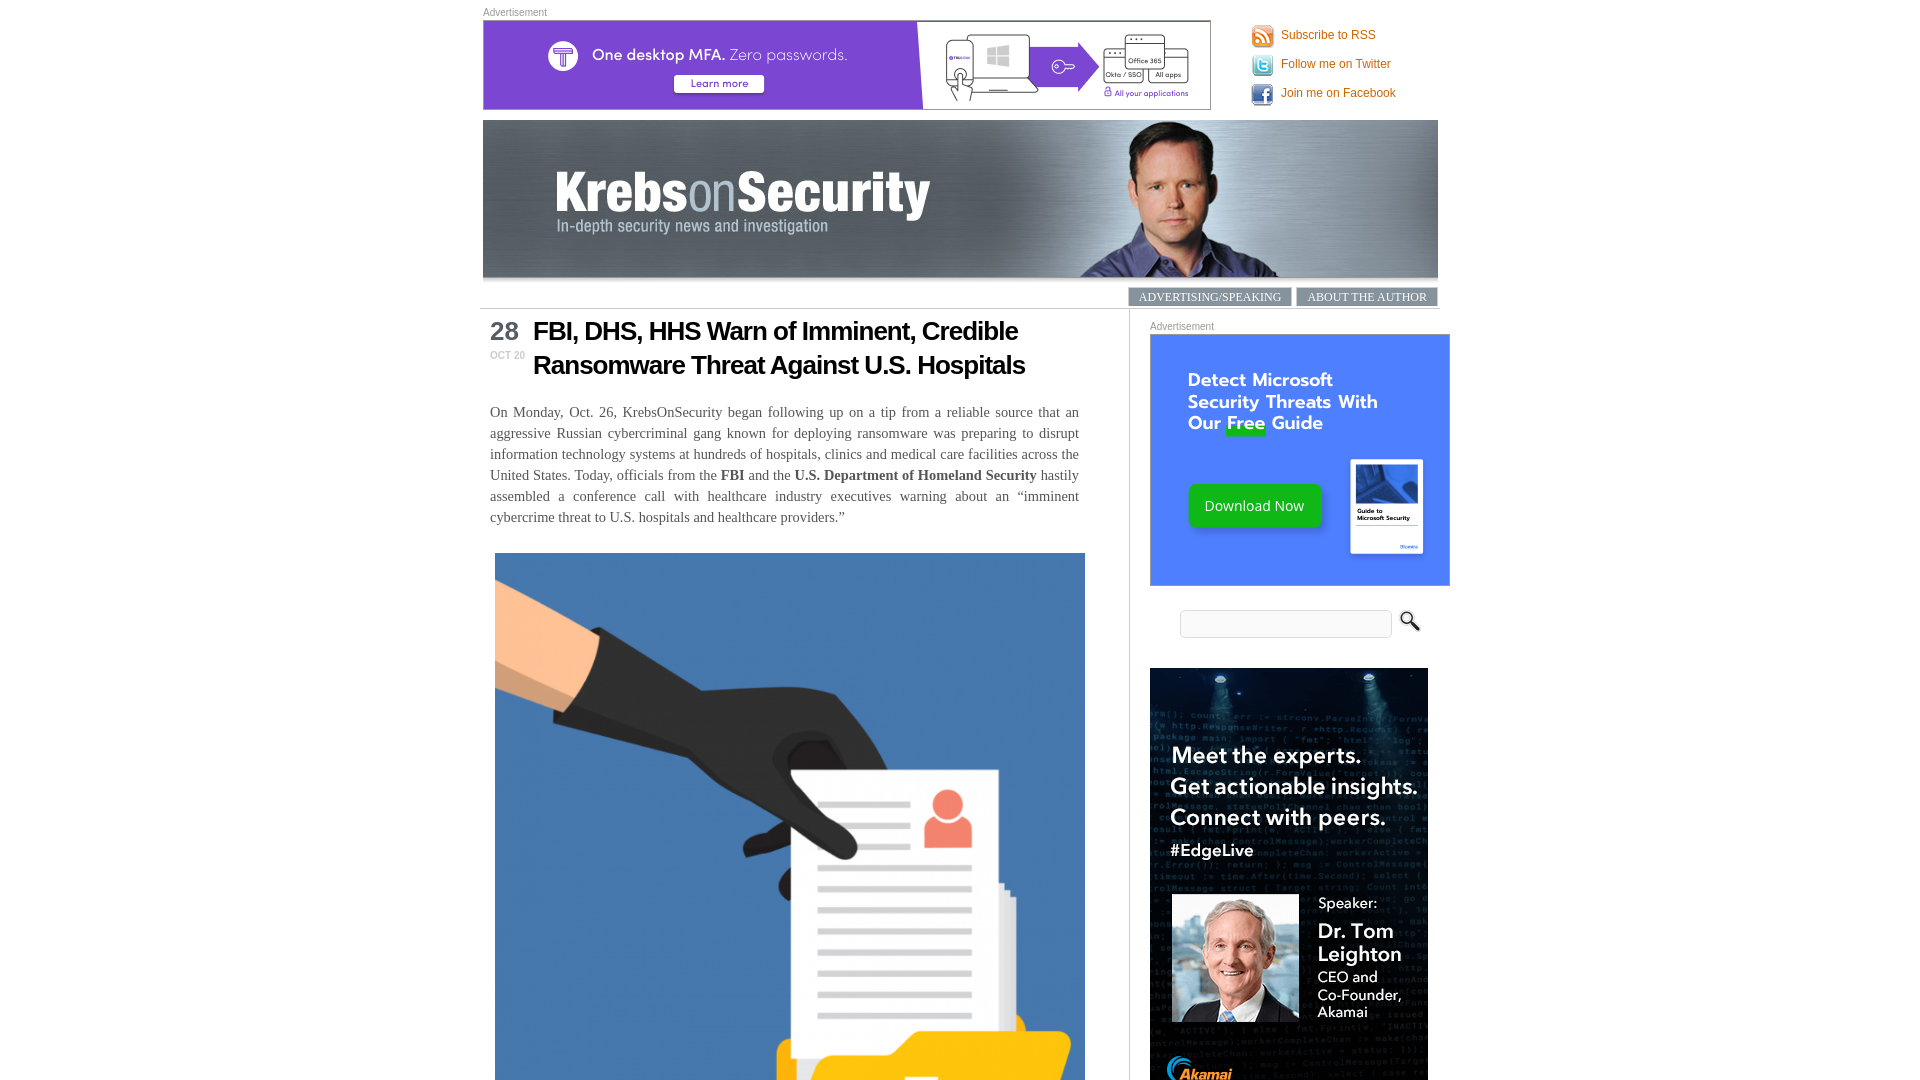 Advertisement
One desktop MFA. Zero passwords.
Learn more
Office 365
Okta / SSO
All apps
All your applications
Subscribe to RSS
Follow me on Twitter
Join me on Facebook
KrebsonSecurity
In-depth security news and investigation
ADVERTISING/SPEAKING
ABOUT THE AUTHOR
28
OCT 20
FBI, DHS, HHS Warn of Imminent, Credible
Ransomware Threat Against U.S. Hospitals
On Monday, Oct. 26, KrebsOnSecurity began following up on a tip from a reliable source that an
aggressive Russian cybercriminal gang known for deploying ransomware was preparing to disrupt
information technology systems at hundreds of hospitals, clinics and medical care facilities across the
United States. Today, officials from the FBI and the U.S. Department of Homeland Security hastily
assembled a conference call with healthcare industry executives warning about an “imminent
cybercrime threat to U.S. hospitals and healthcare providers.”
Advertisement
Detect Microsoft
Security Threats With
Our Free Guide
Download Now
Guide to
Microsoft Security
Blumira
Meet the experts.
Get actionable insights.
Connect with peers.
#EdgeLive
Speaker:
Dr. Tom
Leighton
CEO and
Co-Founder,
Akamai
Akamai